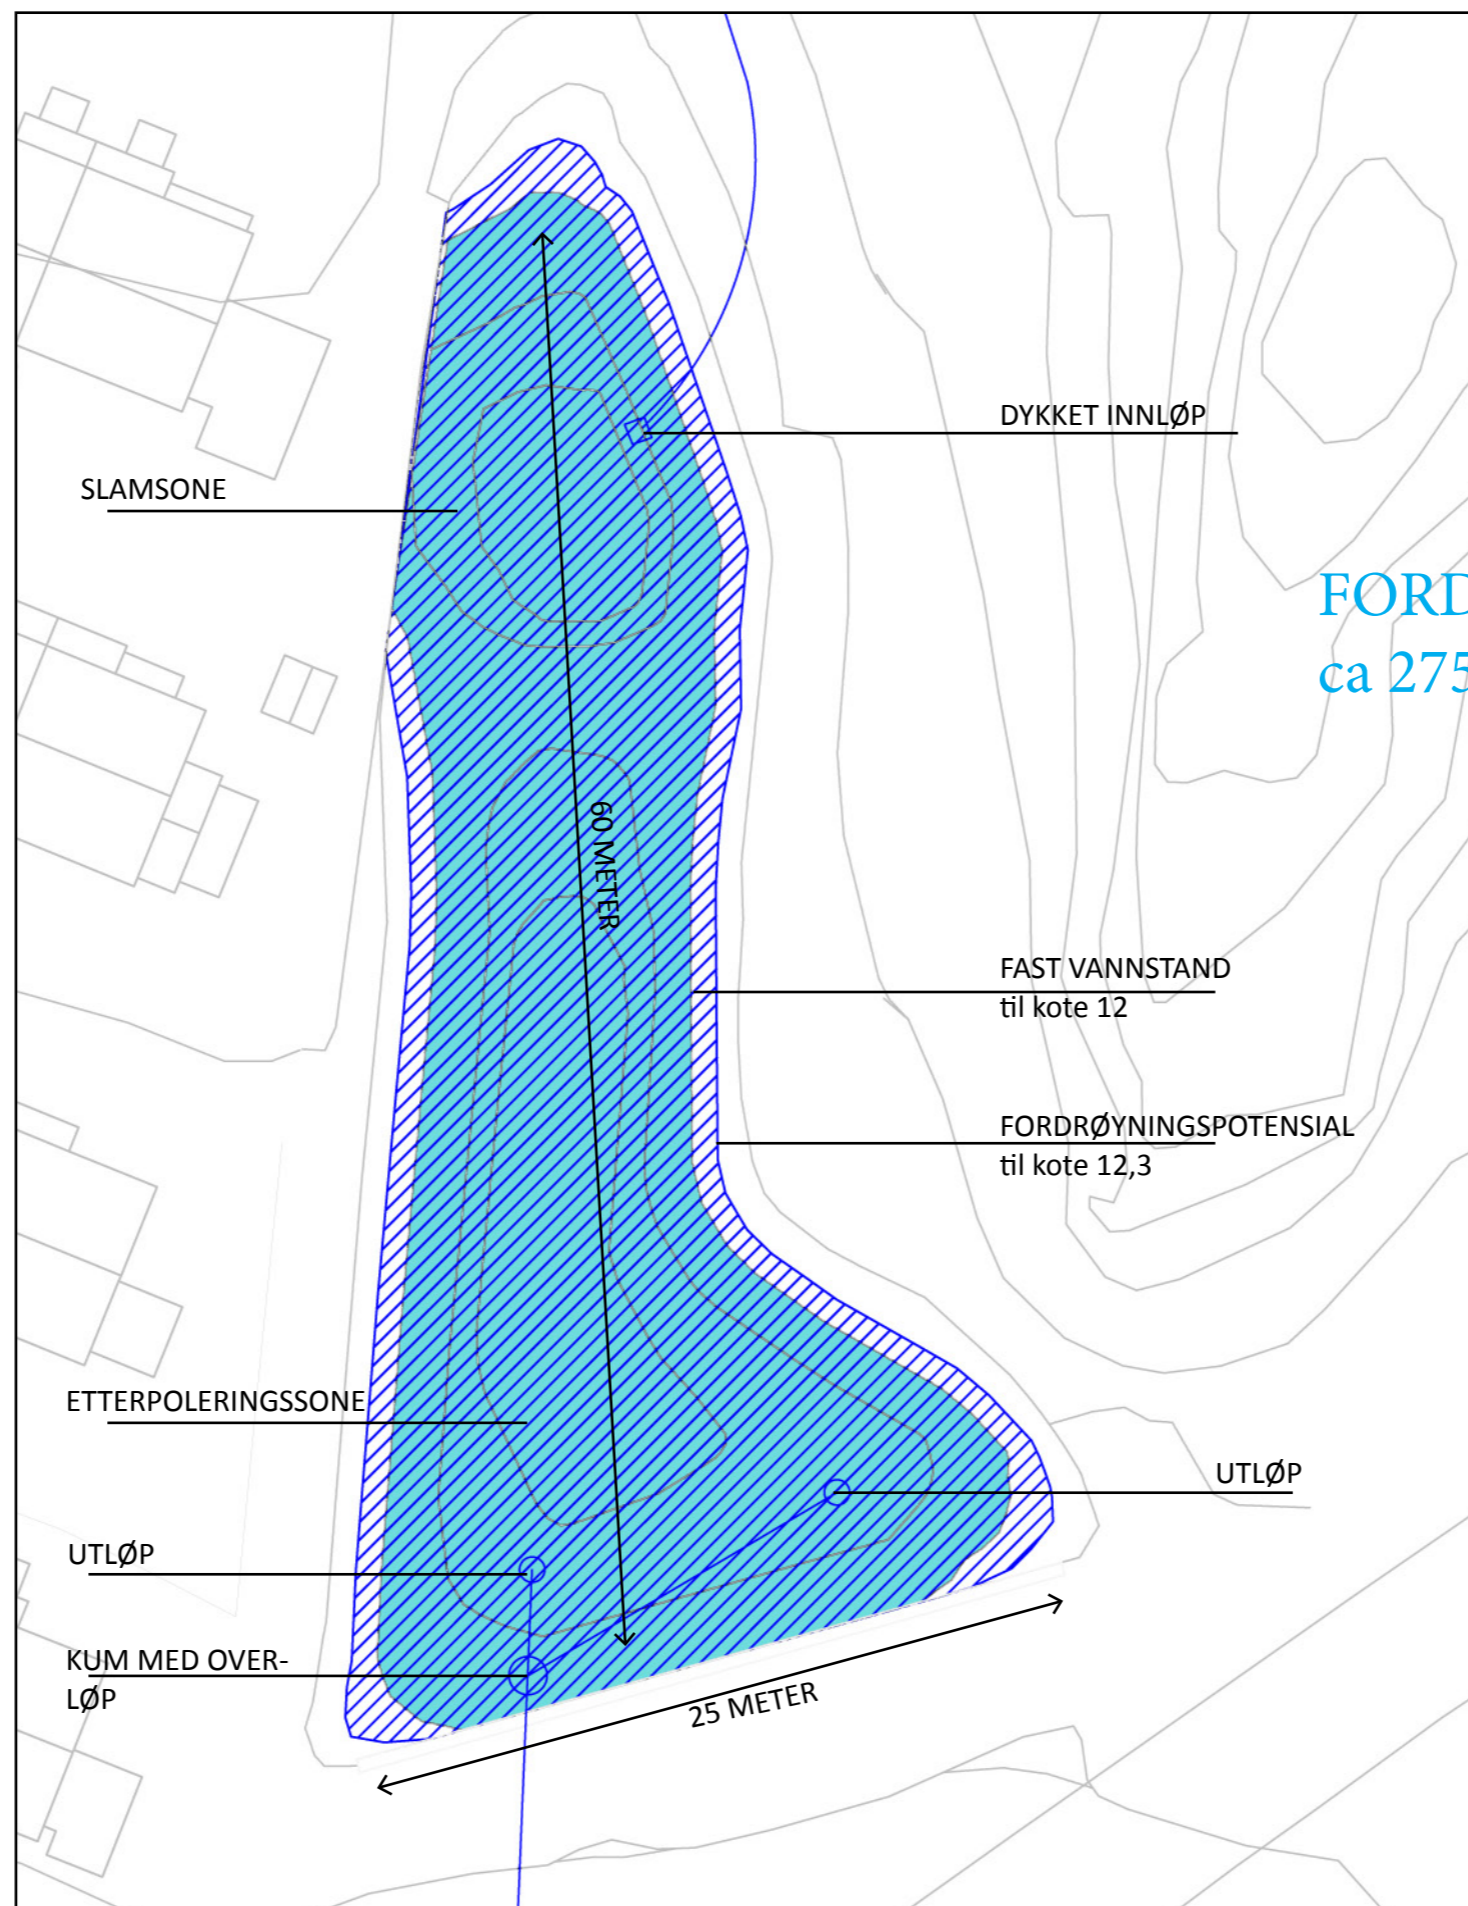 DYKKET INNLØP
SLAMSONE
FORD
ca 275
60 METER
FAST VANNSTAND
til kote 12
FORDRØYNINGSPOTENSIAL
til kote 12,3
ETTERPOLERINGSSONE
UTLØP
UTLØP
KUM MED OVER-
LØP
25 METER